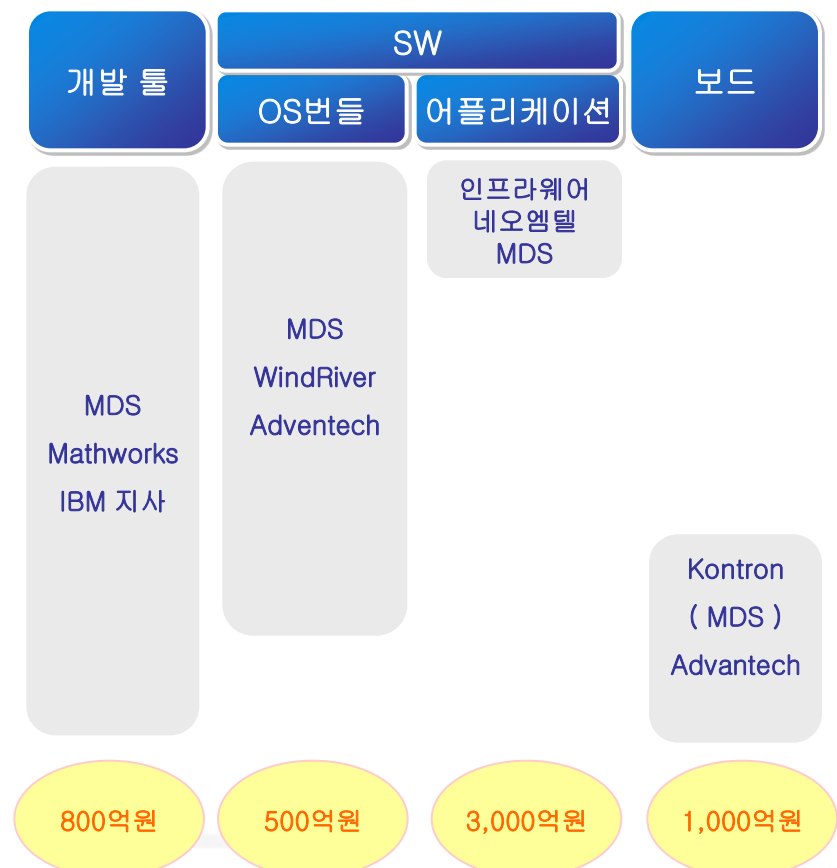 개발 툴
SW
보드
OS번들
어플리케이션
MDS
Mathworks
IBM 지사
MDS
WindRiver
Adventech
인프라웨어
네오엠텔
MDS
Kontron
( MDS )
Advantech
800억원
500억원
3,000억원
1,000억원